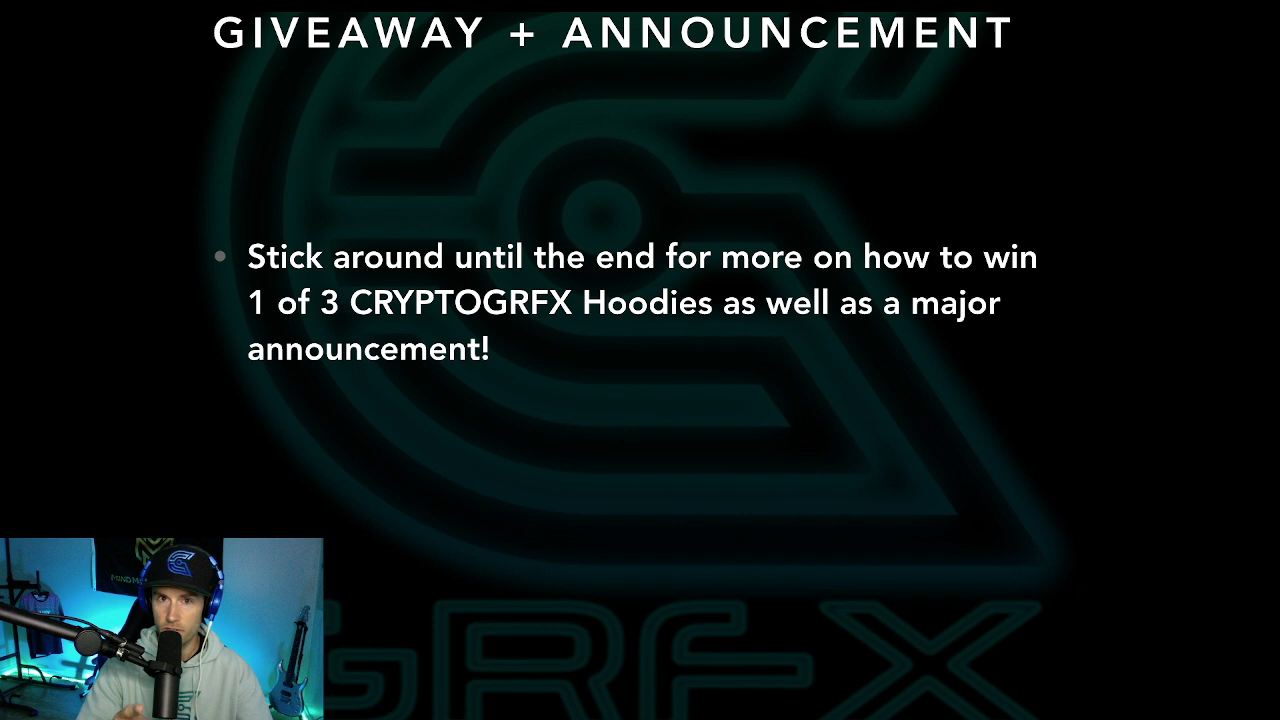 GIVEAWAY + ANNOUNCEMENT
Stick around until the end for more on how to win
1 of 3 CRYPTOGRFX Hoodies as well as a major
announcement!
GRFX